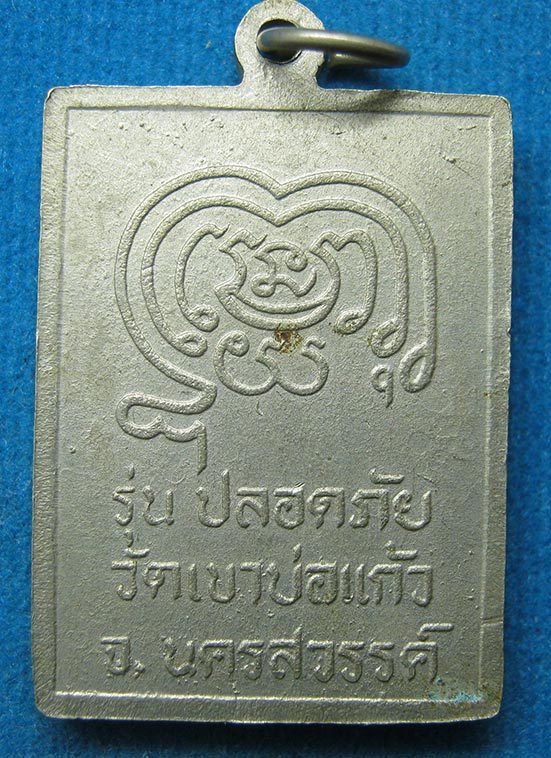 รุ่น ปลอดภัย
วัดเขาบ่อแก้ว
จ. นครสวรรค์